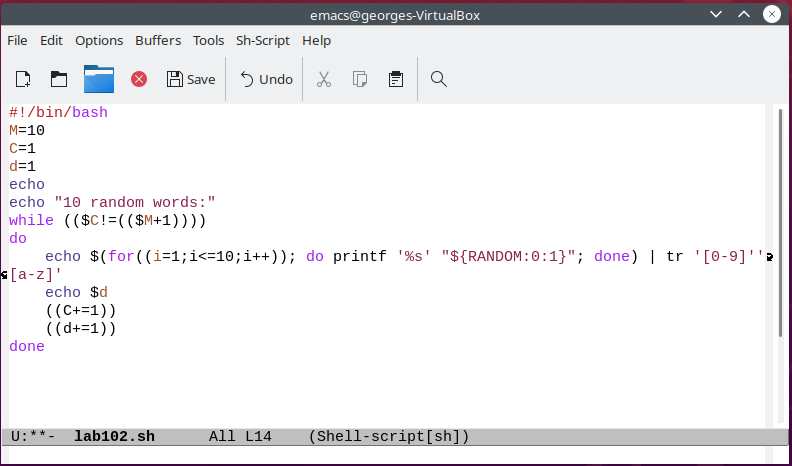 emacs@georges-VirtualBox
File Edit Options Buffers Tools Sh-Script Help
Save Undo
#!/bin/bash
M=10
C=1
d=1
echo
echo "10 random words:"
while (($C!=(($M+1))))
do
    echo $(for((i=1;i<=10;i++)); do printf '%s' "${RANDOM:0:1}"; done) | tr '[0-9]''
[a-z]'
    echo $d
    ((C+=1))
    ((d+=1))
done
U:**-  lab102.sh      All L14    (Shell-script[sh])